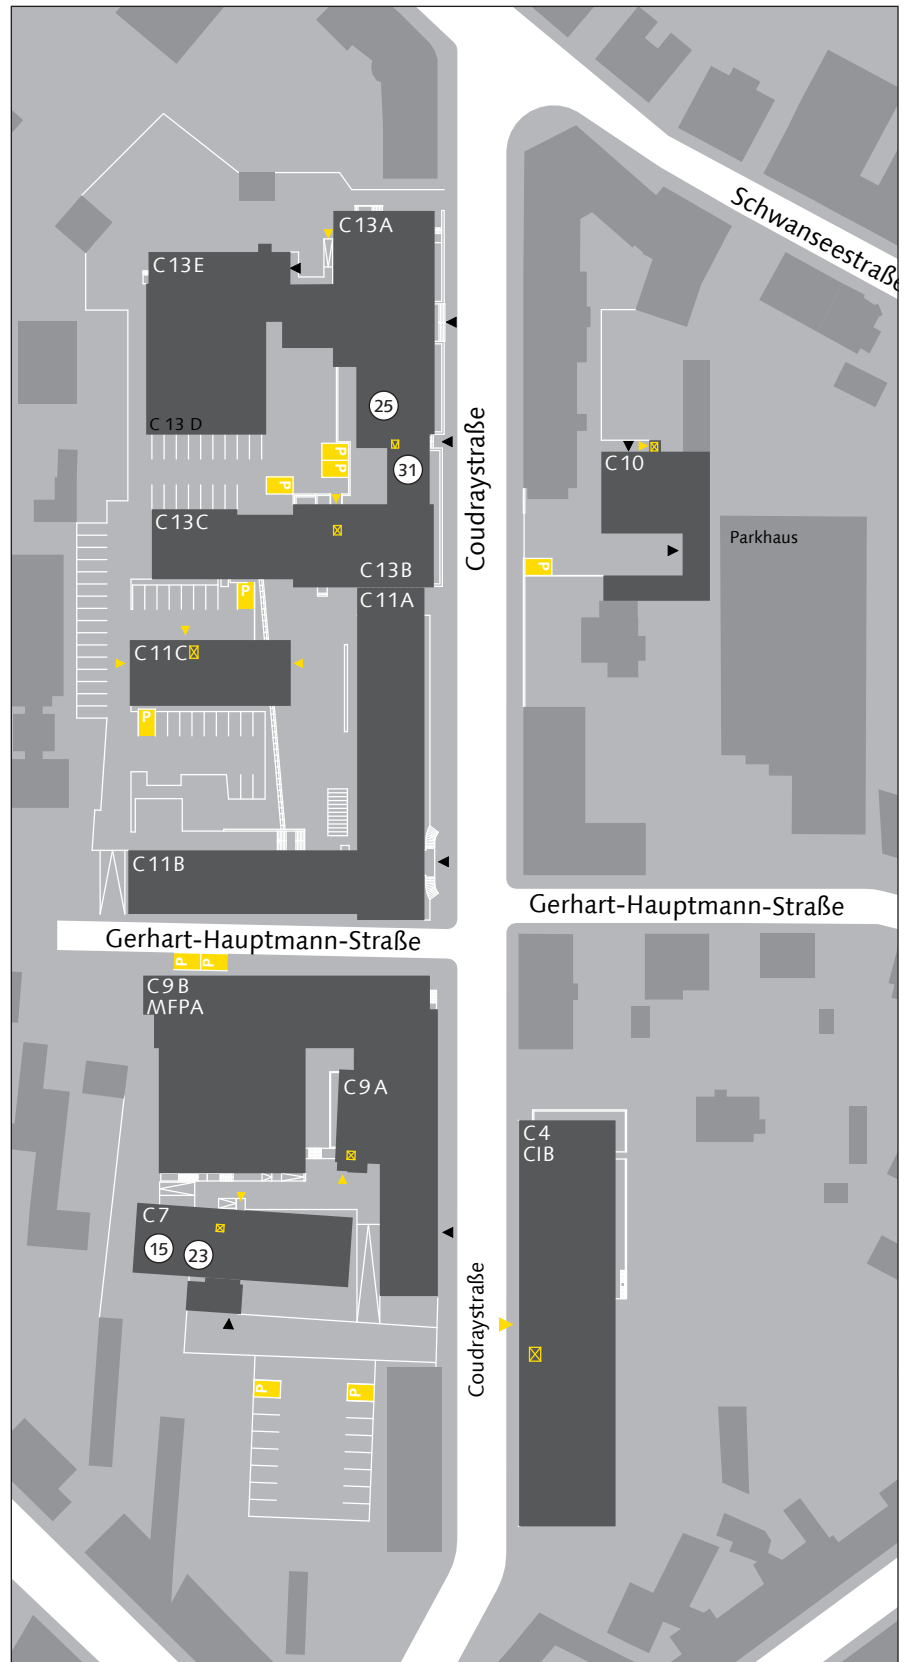 Schwanseestraße
C13A
C13E
25
C 13 D
P
P
P
31
Coudraystraße
C10
C13C
Parkhaus
C13B
P
P
C11A
C11C
P
C11B
Gerhart-Hauptmann-Straße
Gerhart-Hauptmann-Straße
P
P
C9B
MFPA
C9A
C4
CIB
C7
15
23
Coudraystraße
P
P